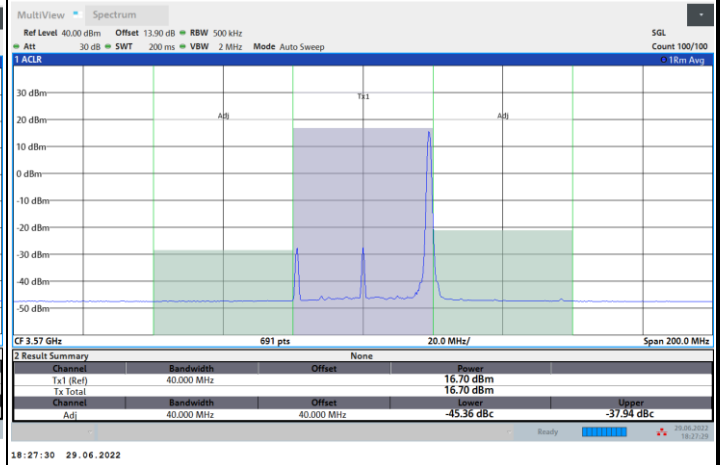 MultiView Spectrum
Ref Level 40.00 dBm Offset 13.90 dB RBW 500 kHz SGL
Att 30 dB SWT 200 ms VBW 2 MHz Mode Auto Sweep Count 100/100
1 ACLR 1Rm Avg
30 dBm
Tx1
20 dBm
Adj Adj
10 dBm
0 dBm
-10 dBm
-20 dBm
-30 dBm
-40 dBm
-50 dBm
CF 3.57 GHz 691 pts 20.0 MHz/ Span 200.0 MHz
2 Result Summary None
Channel Bandwidth Offset Power
Tx1 (Ref) 40.000 MHz 16.70 dBm
Tx Total 16.70 dBm
Channel Bandwidth Offset Lower Upper
Adj 40.000 MHz 40.000 MHz -45.36 dBc -37.94 dBc
Ready 29.06.2022
18:27:29
18:27:30 29.06.2022